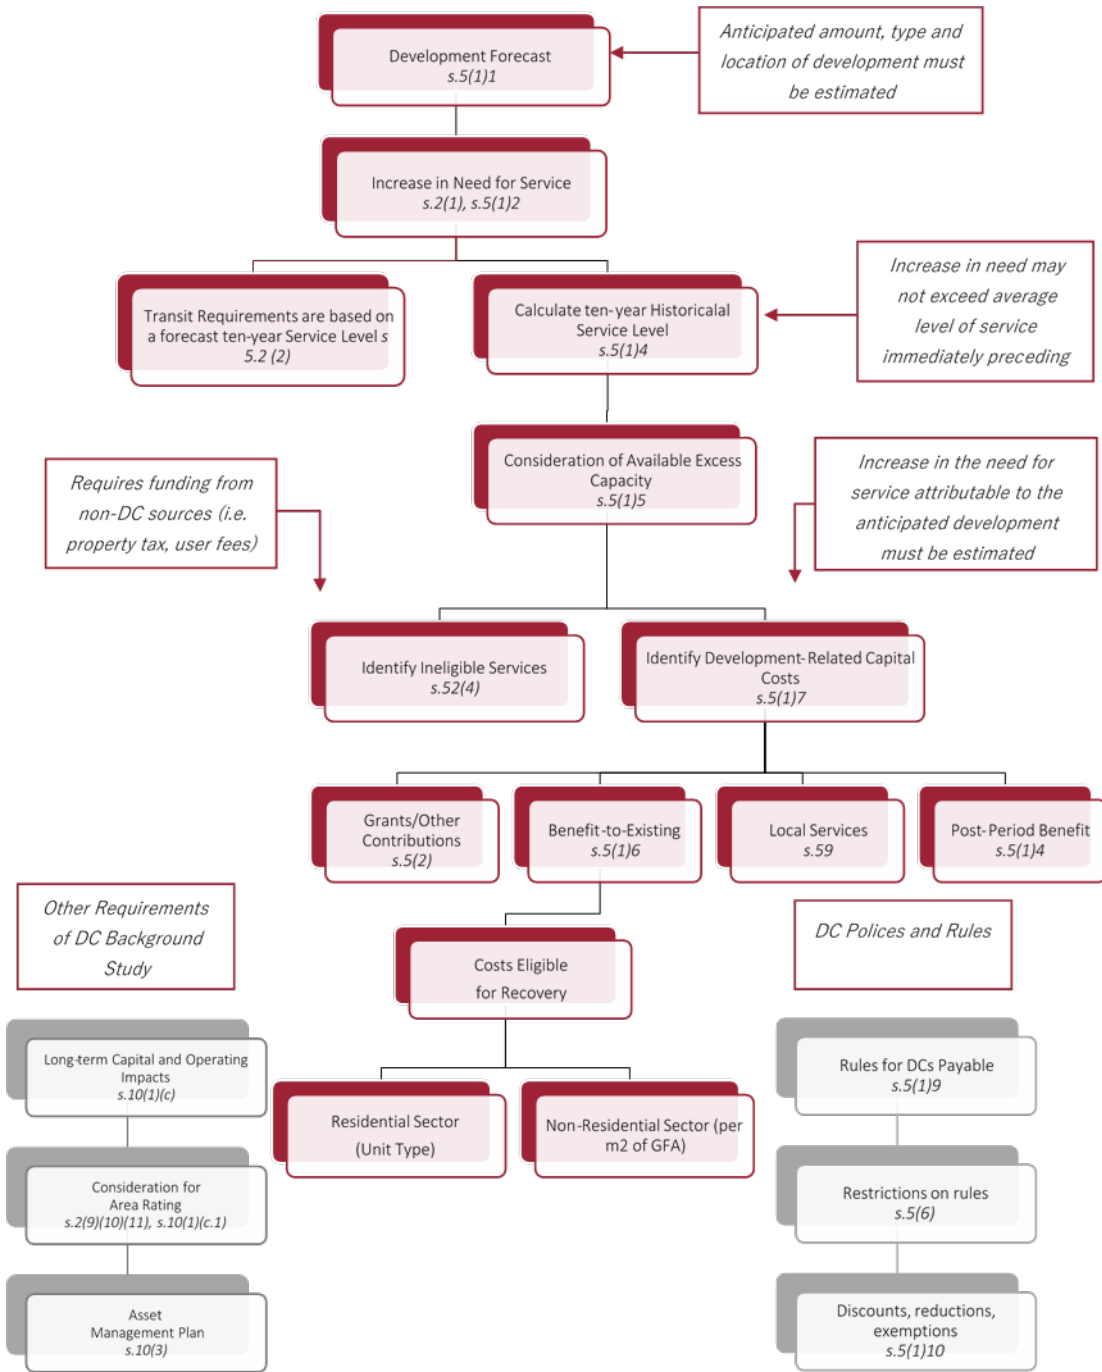 Development Forecast
s.5(1)1
Anticipated amount, type and
location of development must
be estimated
Increase in Need for Service
s.2(1), s.5(1)2
Transit Requirements are based on
a forecast ten-year Service Level s
5.2 (2)
Calculate ten-year Historicalal
Service Level
s.5(1)4
Increase in need may
not exceed average
level of service
immediately preceding
Consideration of Available Excess
Capacity
s.5(1)5
Requires funding from
non-DC sources (i.e.
property tax, user fees)
Increase in the need for
service attributable to the
anticipated development
must be estimated
Identify Ineligible Services
s.52(4)
Identify Development-Related Capital
Costs
s.5(1)7
Grants/Other
Contributions
s.5(2)
Benefit-to-Existing
s.5(1)6
Local Services
s.59
Post-Period Benefit
s.5(1)4
Other Requirements
of DC Background
Study
Costs Eligible
for Recovery
DC Polices and Rules
Long-term Capital and Operating
Impacts
s.10(1)(c)
Residential Sector
(Unit Type)
Non-Residential Sector (per
m2 of GFA)
Rules for DCs Payable
s.5(1)9
Consideration for
Area Rating
s.2(9)(10)(11), s.10(1)(c.1)
Restrictions on rules
s.5(6)
Asset
Management Plan
s.10(3)
Discounts, reductions,
exemptions
s.5(1)10